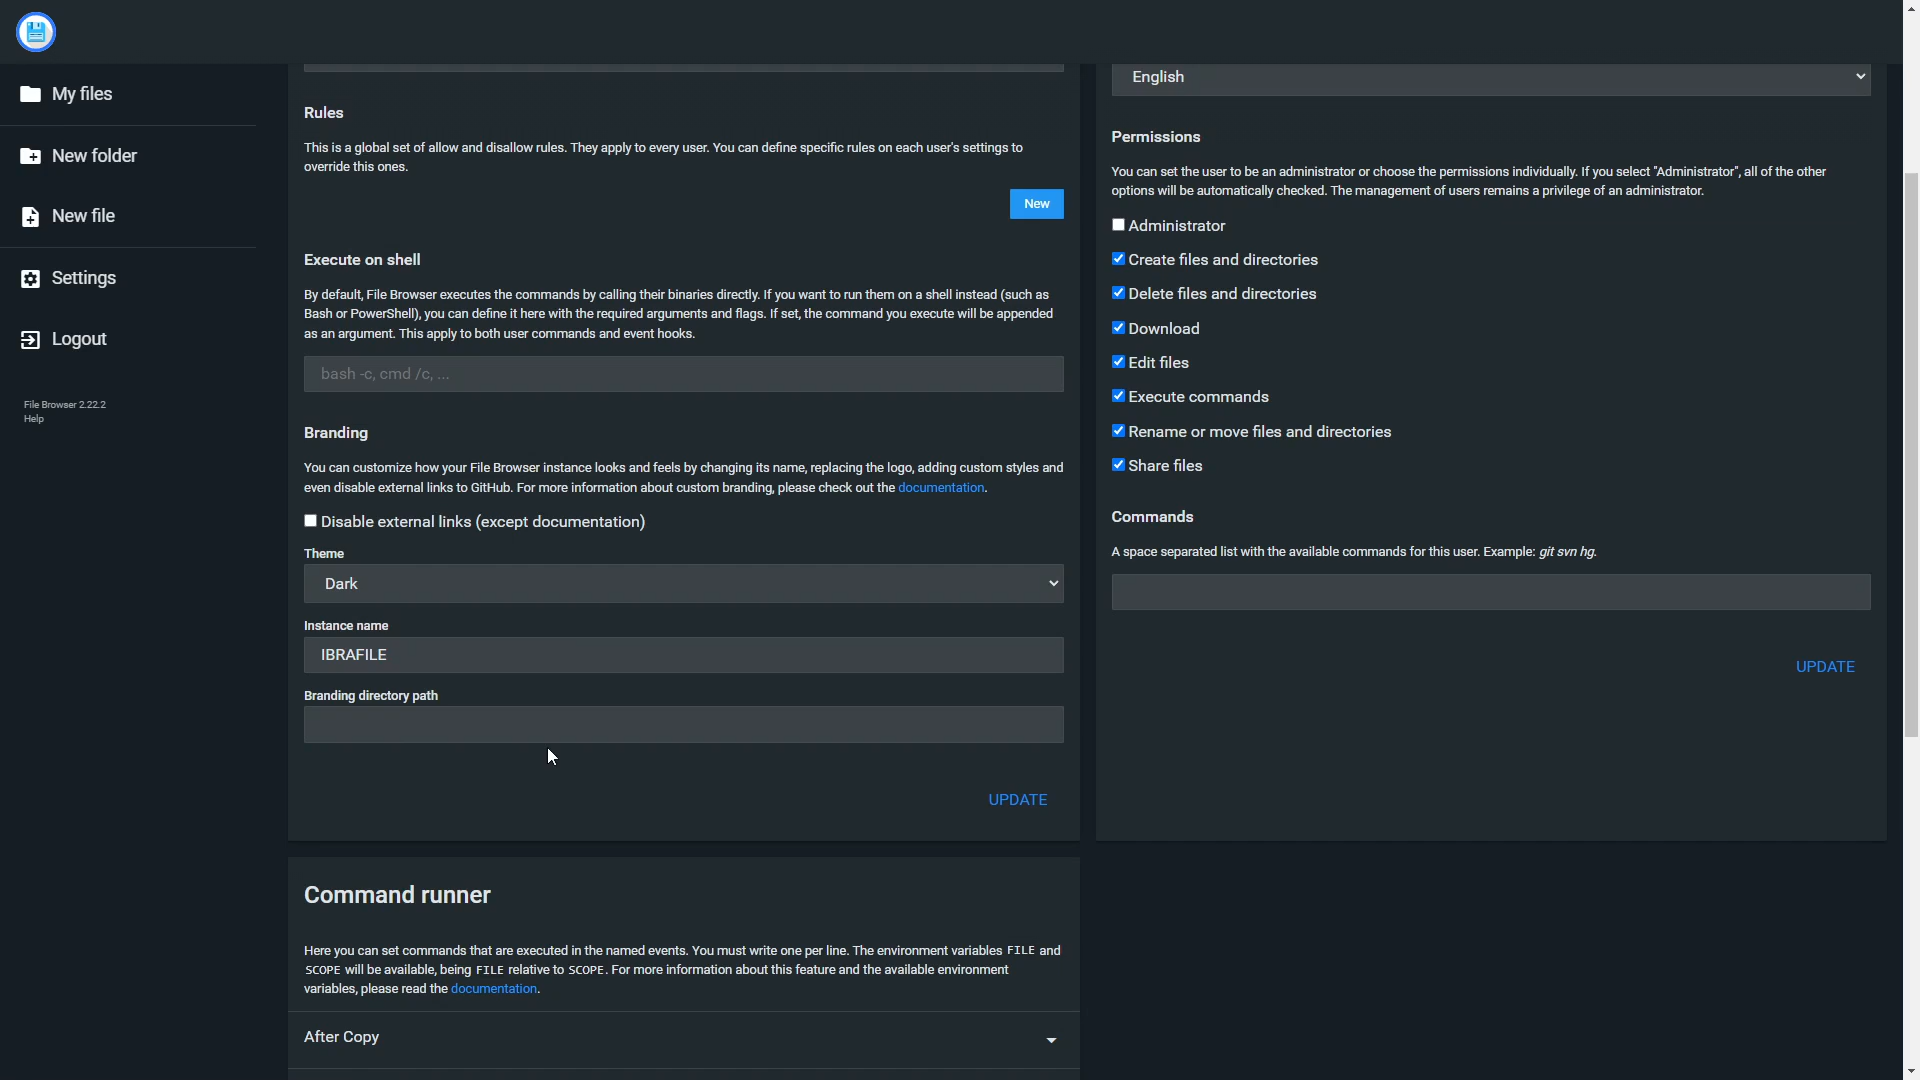 My files
New folder
New file
Settings
Logout
File Browser 2.22.2
Help
Rules
This is a global set of allow and disallow rules. They apply to every user. You can define specific rules on each user's settings to
override this ones.
New
Execute on shell
By default, File Browser executes the commands by calling their binaries directly. If you want to run them on a shell instead (such as
Bash or PowerShell), you can define it here with the required arguments and flags. If set, the command you execute will be appended
as an argument. This apply to both user commands and event hooks.
bash -c, cmd /c, ...
Branding
You can customize how your File Browser instance looks and feels by changing its name, replacing the logo, adding custom styles and
even disable external links to GitHub. For more information about custom branding, please check out the documentation.
Disable external links (except documentation)
Theme
Dark
Instance name
IBRAFILE
Branding directory path
UPDATE
Command runner
Here you can set commands that are executed in the named events. You must write one per line. The environment variables FILE and
SCOPE will be available, being FILE relative to SCOPE. For more information about this feature and the available environment
variables, please read the documentation.
After Copy
English
Permissions
You can set the user to be an administrator or choose the permissions individually. If you select "Administrator", all of the other
options will be automatically checked. The management of users remains a privilege of an administrator.
Administrator
Create files and directories
Delete files and directories
Download
Edit files
Execute commands
Rename or move files and directories
Share files
Commands
A space separated list with the available commands for this user. Example: git svn hg.
UPDATE